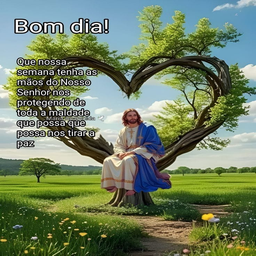 Bom dia!
Que nossa
semana tenha as
mãos do Nosso
Senhor nos
protegendo de
toda a maldade
que possa que
possa nos tirar a
paz